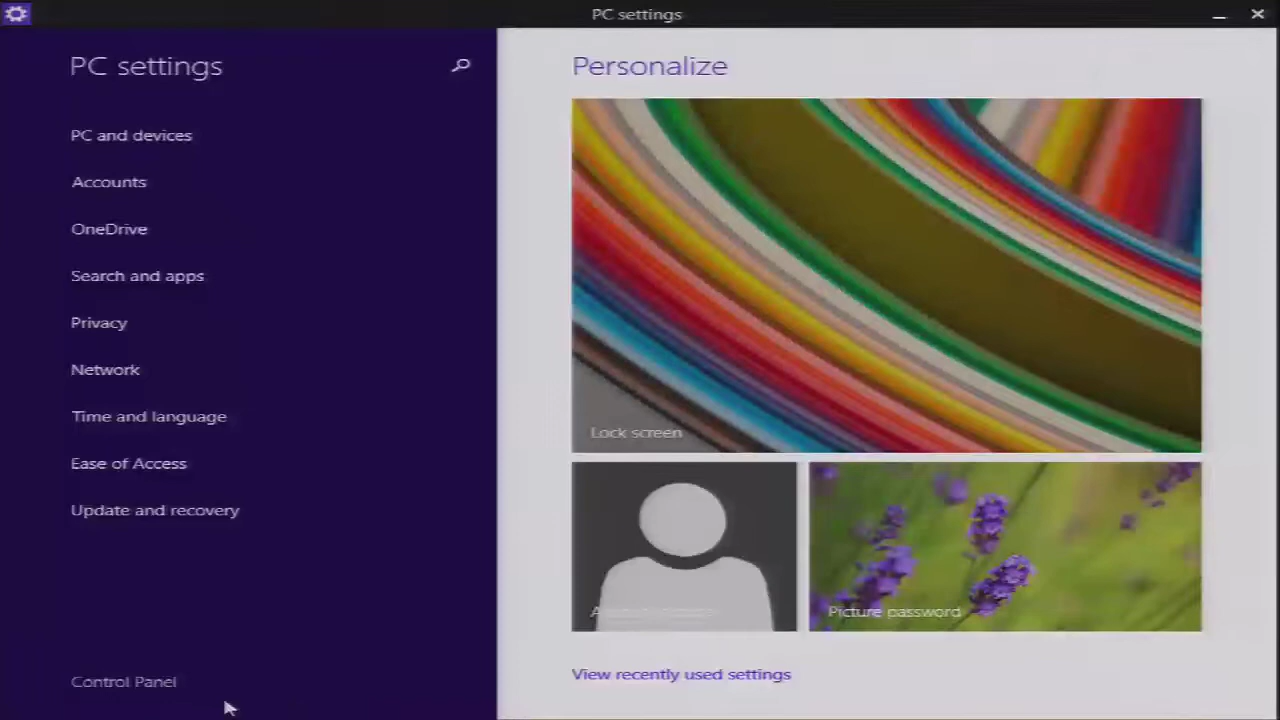 PC settings
PC settings
PC and devices
Accounts
OneDrive
Search and apps
Privacy
Network
Time and language
Ease of Access
Update and recovery
Control Panel
Personalize
Lock screen
Picture password
View recently used settings